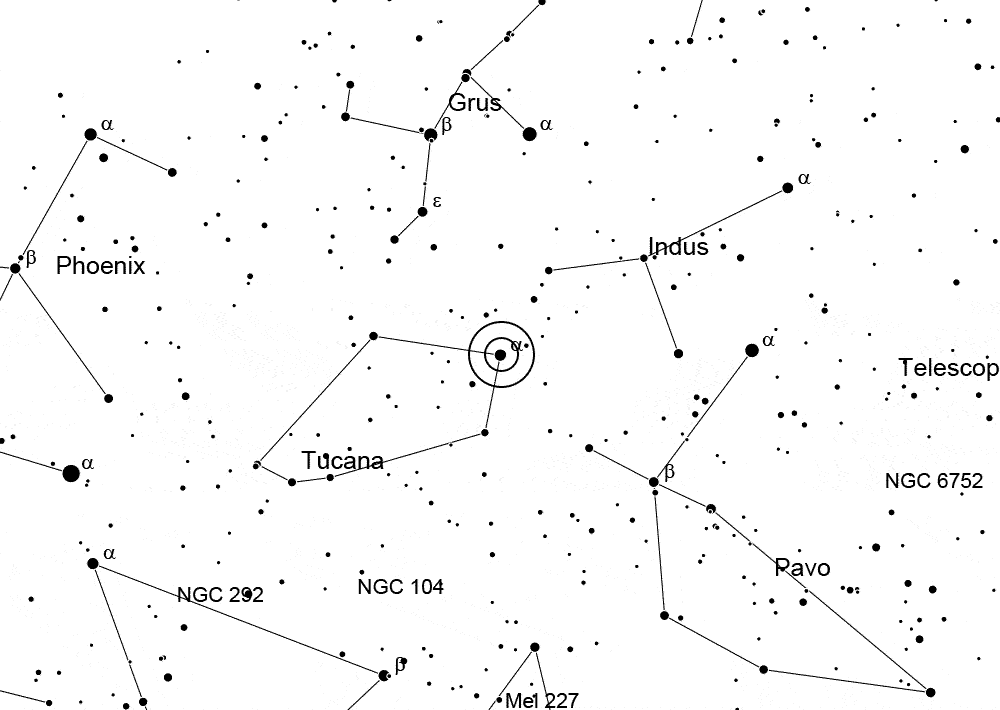 Grus
α
β
α
α
ε
Indus
β
Phoenix
α
α
Telescop
Tucana
α
β
NGC 6752
α
Pavo
NGC 292
NGC 104
β
Mel 227